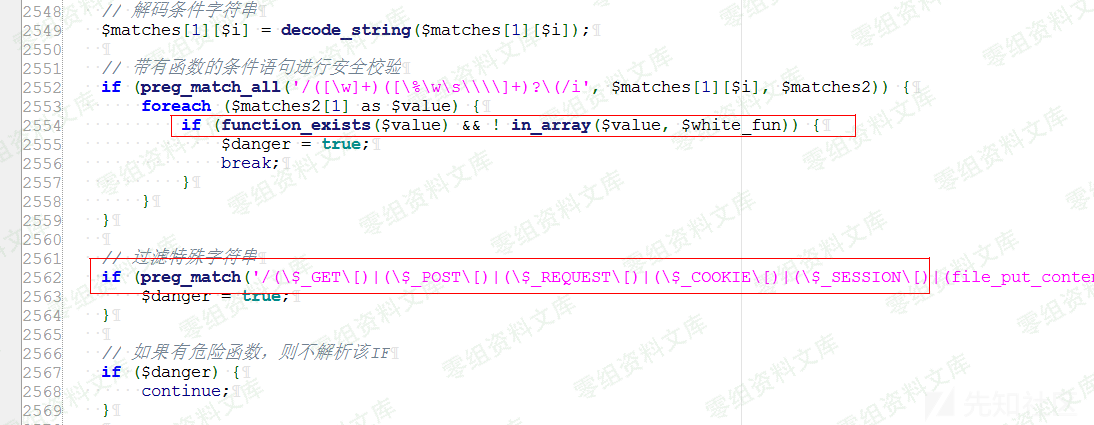 2548 // 解码条件字符串
2549 $matches[1][$i] = decode_string($matches[1][$i]);
2550
2551 // 带有函数的条件语句进行安全校验
2552 if (preg_match_all('/([\w]+)([\%\w\s\\\\]+)?\(/i', $matches[1][$i], $matches2)) {
2553 foreach ($matches2[1] as $value) {
2554 if (function_exists($value) && ! in_array($value, $white_fun)) {
2555 $danger = true;
2556 break;
2557 }
2558 }
2559 }
2560
2561 // 过滤特殊字符串
2562 if (preg_match('/(\$_GET\[)|(\$_POST\[)|(\$_REQUEST\[)|(\$_COOKIE\[)|(\$_SESSION\[)|(file_put_conte
2563 $danger = true;
2564 }
2565
2566 // 如果有危险函数，则不解析该IF
2567 if ($danger) {
2568 continue;
2569 }
零组资料文库
先知社区